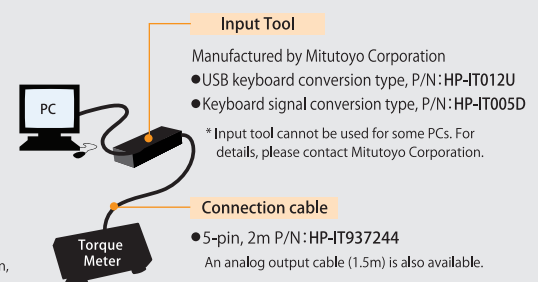 Input Tool
Manufactured by Mitutoyo Corporation
●USB keyboard conversion type, P/N:HP-IT012U
●Keyboard signal conversion type, P/N:HP-IT005D
* Input tool cannot be used for some PCs. For
details, please contact Mitutoyo Corporation.
PC
Connection cable
●5-pin, 2m P/N:HP-IT937244
An analog output cable (1.5m) is also available.
Torque
Meter